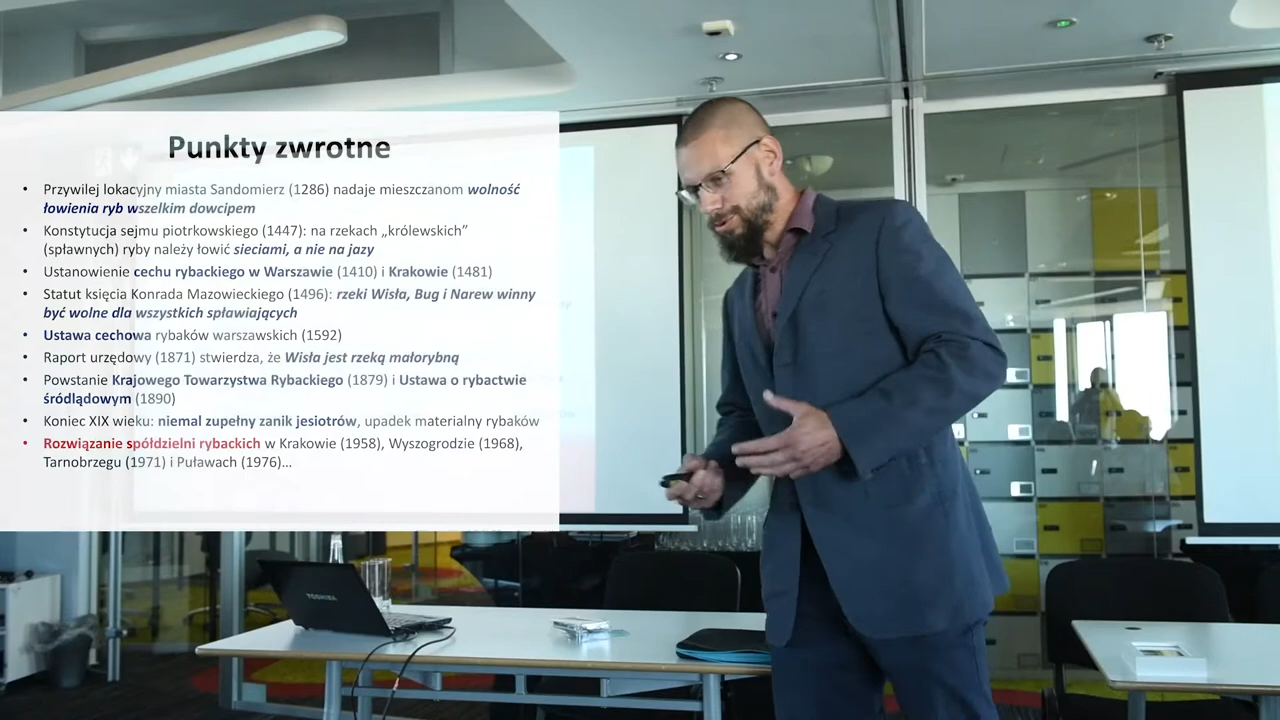 Punkty zwrotne
• Przywilej lokacyjny miasta Sandomierz (1286) nadaje mieszczanom wolność
łowienia ryb wszelkim dowcipem
• Konstytucja sejmu piotrkowskiego (1447): na rzekach „królewskich”
(spławnych) ryby należy łowić sieciami, a nie na jazy
• Ustanowienie cechu rybackiego w Warszawie (1410) i Krakowie (1481)
• Statut księcia Konrada Mazowieckiego (1496): rzeki Wisła, Bug i Narew winny
być wolne dla wszystkich spławiających
• Ustawa cechowa rybaków warszawskich (1592)
• Raport urzędowy (1871) stwierdza, że Wisła jest rzeką małorybną
• Powstanie Krajowego Towarzystwa Rybackiego (1879) i Ustawa o rybactwie
śródlądowym (1890)
• Koniec XIX wieku: niemal zupełny zanik jesiotrów, upadek materialny rybaków
• Rozwiązanie spółdzielni rybackich w Krakowie (1958), Wyszogrodzie (1968),
Tarnobrzegu (1971) i Puławach (1976)…
TOSHIBA